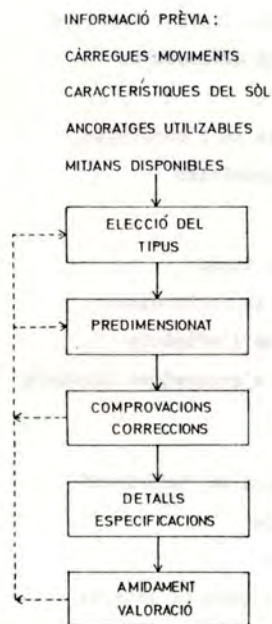 INFORMACIÓ PRÈVIA:
CÀRREGUES MOVIMENTS
CARACTERÍSTIQUES DEL SÒL
ANCORATGES UTILIZABLES
MITJANS DISPONIBLES
ELECCIÓ DEL
TIPUS
PREDIMENSIONAT
COMPROVACIONS
CORRECCIONS
DETALLS
ESPECIFICACIONS
AMIDAMENT
VALORACIÓ